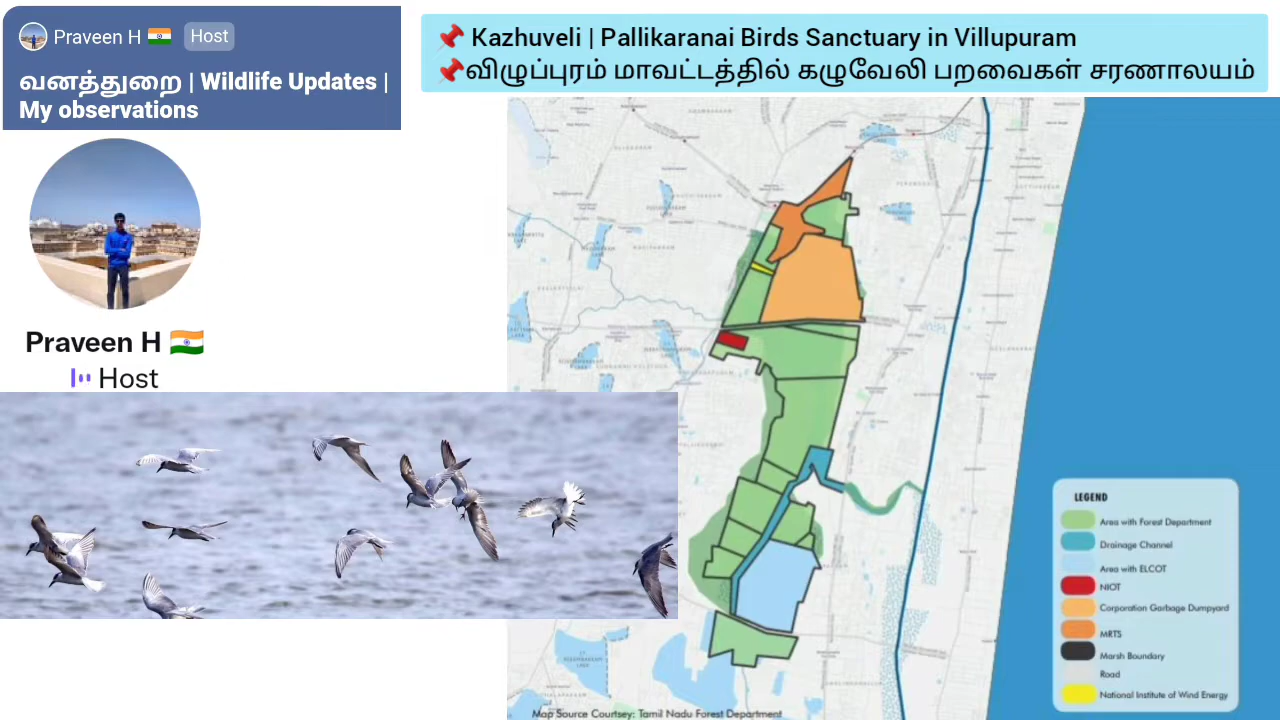 Praveen H 🇮🇳 Host
வனத்துறை | Wildlife Updates |
My observations
📌 Kazhuveli | Pallikaranai Birds Sanctuary in Villupuram
📌விழுப்புரம் மாவட்டத்தில் கழுவேலி பறவைகள் சரணாலயம்
Praveen H 🇮🇳
Host
LEGEND
Area with Forest Department
Drainage Channel
Area with ELCOT
NIOT
Corporation Garbage Dumpyard
MRTS
Marsh Boundary
Road
National Institute of Wind Energy
Map Source Courtsey: Tamil Nadu Forest Department